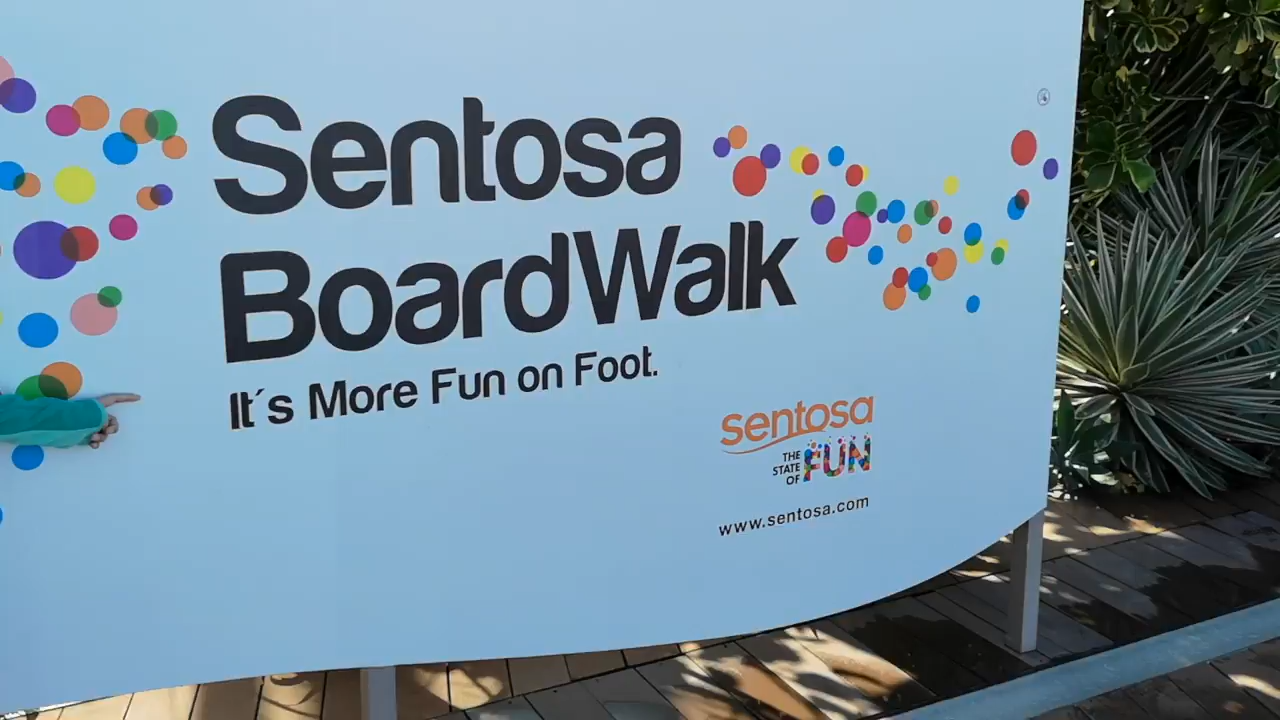 Sentosa
BoardWalk
It´s More Fun on Foot.
sentosa
THE
STATE
OF
FUN
www.sentosa.com